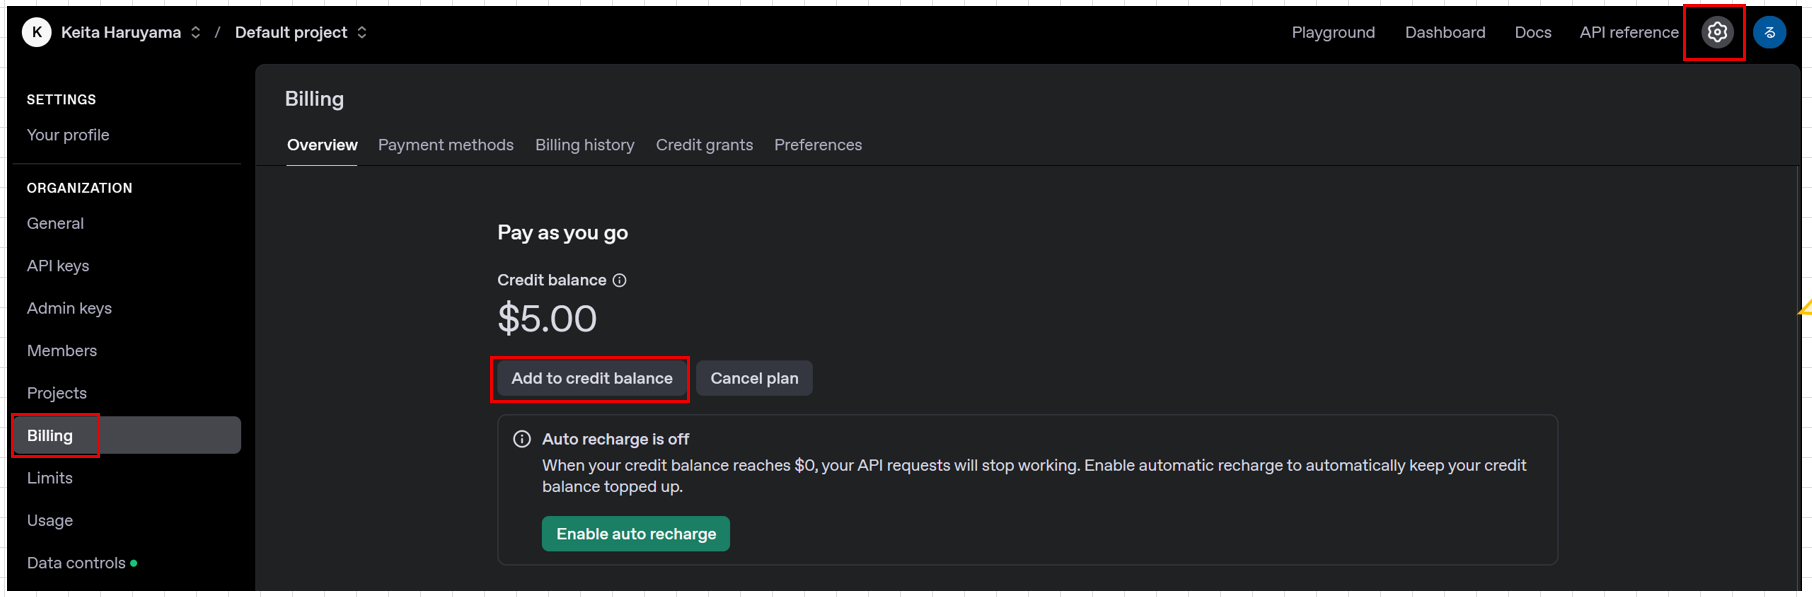 K Keita Haruyama / Default project
Playground Dashboard Docs API reference る
SETTINGS
Your profile
ORGANIZATION
General
API keys
Admin keys
Members
Projects
Billing
Limits
Usage
Data controls
Billing
Overview Payment methods Billing history Credit grants Preferences
Pay as you go
Credit balance
$5.00
Add to credit balance Cancel plan
Auto recharge is off
When your credit balance reaches $0, your API requests will stop working. Enable automatic recharge to automatically keep your credit
balance topped up.
Enable auto recharge